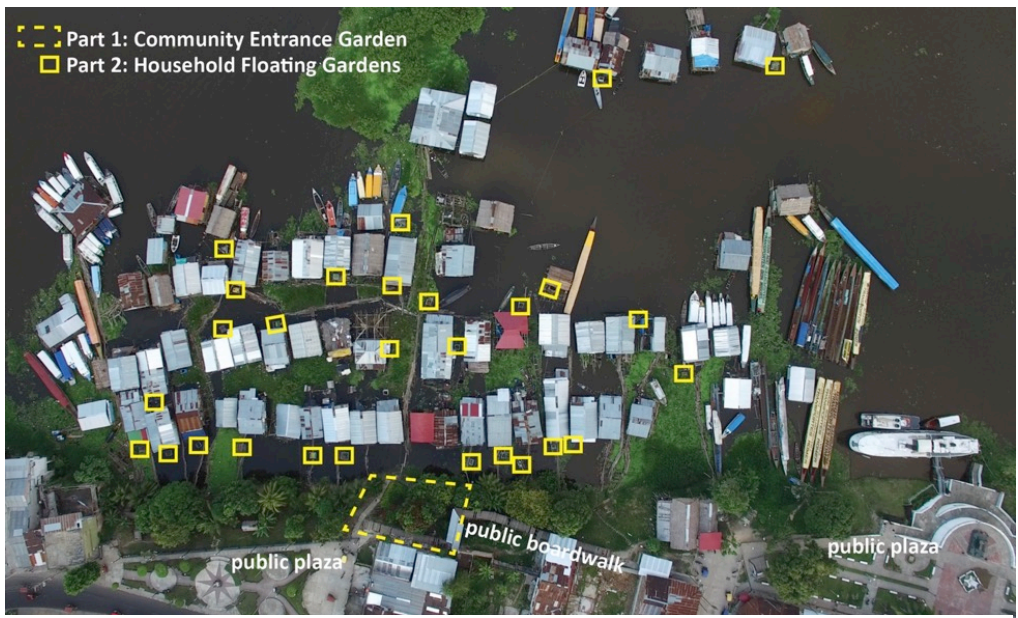 Part 1: Community Entrance Garden
Part 2: Household Floating Gardens
public boardwalk
public plaza
public plaza